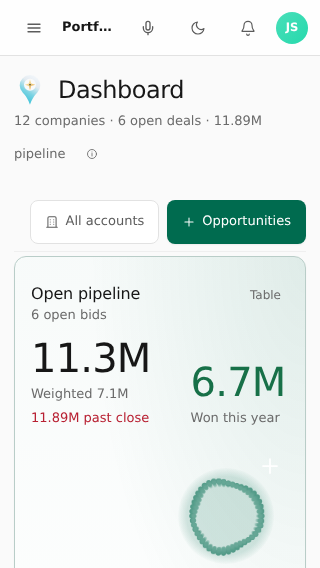 Portf…
JS
Dashboard
12 companies · 6 open deals · 11.89M
pipeline
All accounts
Opportunities
Open pipeline
Table
6 open bids
11.3M
6.7M
Weighted 7.1M
11.89M past close
Won this year